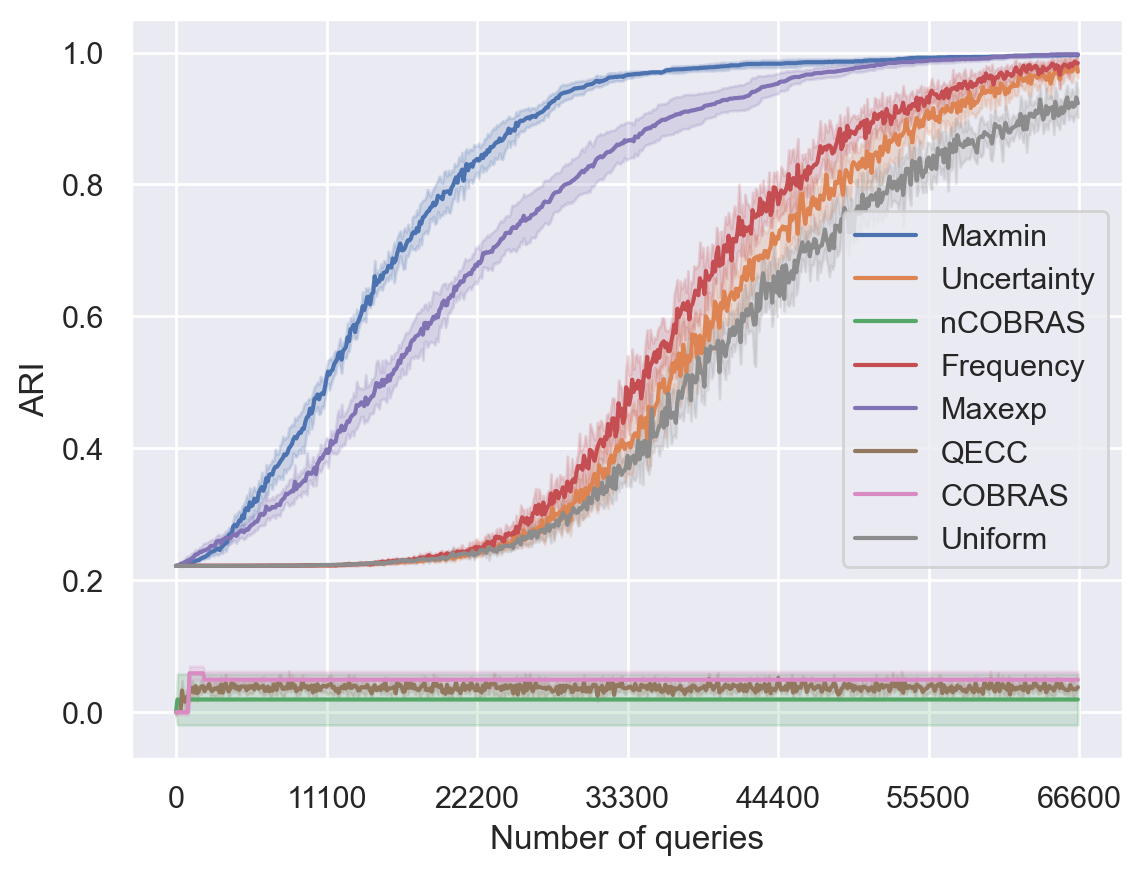 1.0
0.8
0.6
0.4
0.2
0.0
ARI
Maxmin
Uncertainty
nCOBRAS
Frequency
Maxexp
QECC
COBRAS
Uniform
0 11100 22200 33300 44400 55500 66600
Number of queries